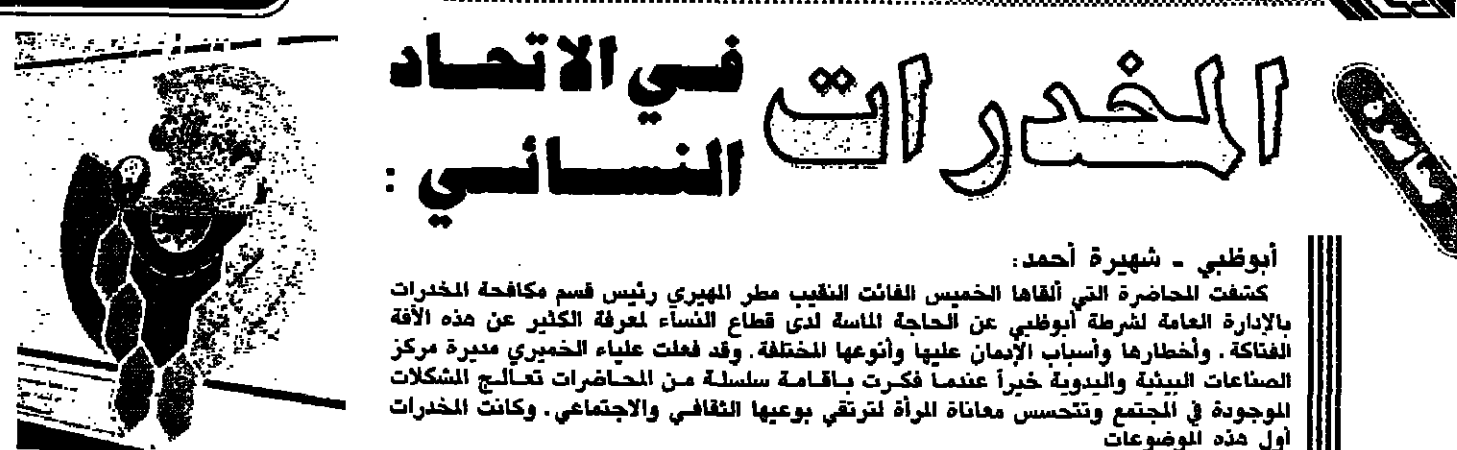 المخدرات
في الاتحاد
النسائي :
أبوظبي - شهيرة أحمد:
كشفت المحاضرة التي ألقاها الخميس الفائت النقيب مطر المهيري رئيس قسم مكافحة المخدرات
بالإدارة العامة لشرطة أبوظبي عن الحاجة الماسة لدى قطاع النساء لمعرفة الكثير عن هذه الآفة
الفتاكة . وأخطارها وأسباب الإدمان عليها وأنوعها المختلفة . وقد فعلت علياء الخميري مديرة مركز
الصناعات البيئية واليدوية خيراً عندما فكرت باقامة سلسلة من المحاضرات تعالج المشكلات
الموجودة في المجتمع وتتحسس معاناة المرأة لترتقي بوعيها الثقافي والاجتماعي . وكانت المخدرات
أول هذه الموضوعات